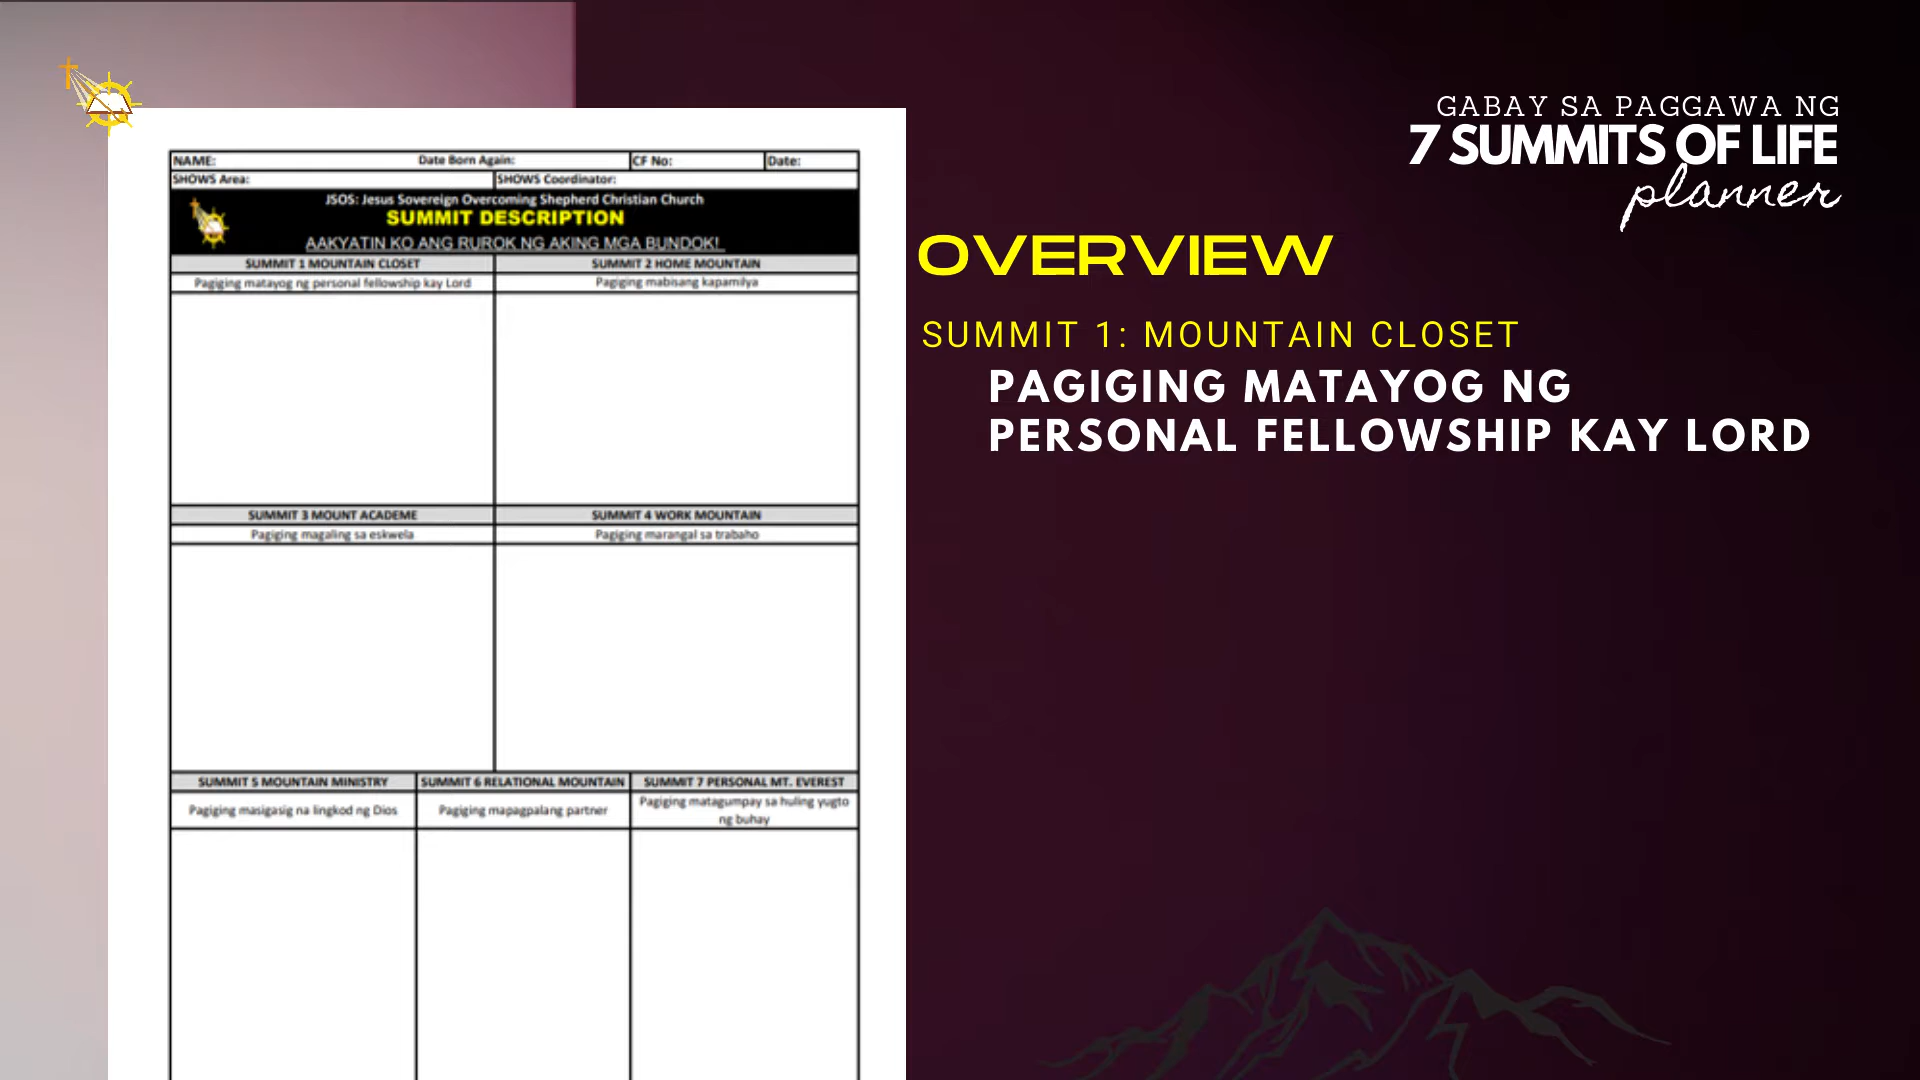 NAME: Date Born Again: CF No: Date:
SHOWS Area: SHOWS Coordinator:
JSOS: Jesus Sovereign Overcoming Shepherd Christian Church
SUMMIT DESCRIPTION
AAKYATIN KO ANG RUROK NG AKING MGA BUNDOK!
SUMMIT 1 MOUNTAIN CLOSET
Pagiging matayog ng personal fellowship kay Lord
SUMMIT 2 HOME MOUNTAIN
Pagiging mabisang kapamilya
SUMMIT 3 MOUNT ACADEME
Pagiging magaling sa eskwela
SUMMIT 4 WORK MOUNTAIN
Pagiging marangal sa trabaho
SUMMIT 5 MOUNTAIN MINISTRY
Pagiging masigasig na lingkod ng Dios
SUMMIT 6 RELATIONAL MOUNTAIN
Pagiging mapagpalang partner
SUMMIT 7 PERSONAL MT. EVEREST
Pagiging matagumpay sa huling yugto
ng buhay
GABAY SA PAGGAWA NG
7 SUMMITS OF LIFE
planner
OVERVIEW
SUMMIT 1: MOUNTAIN CLOSET
PAGIGING MATAYOG NG
PERSONAL FELLOWSHIP KAY LORD